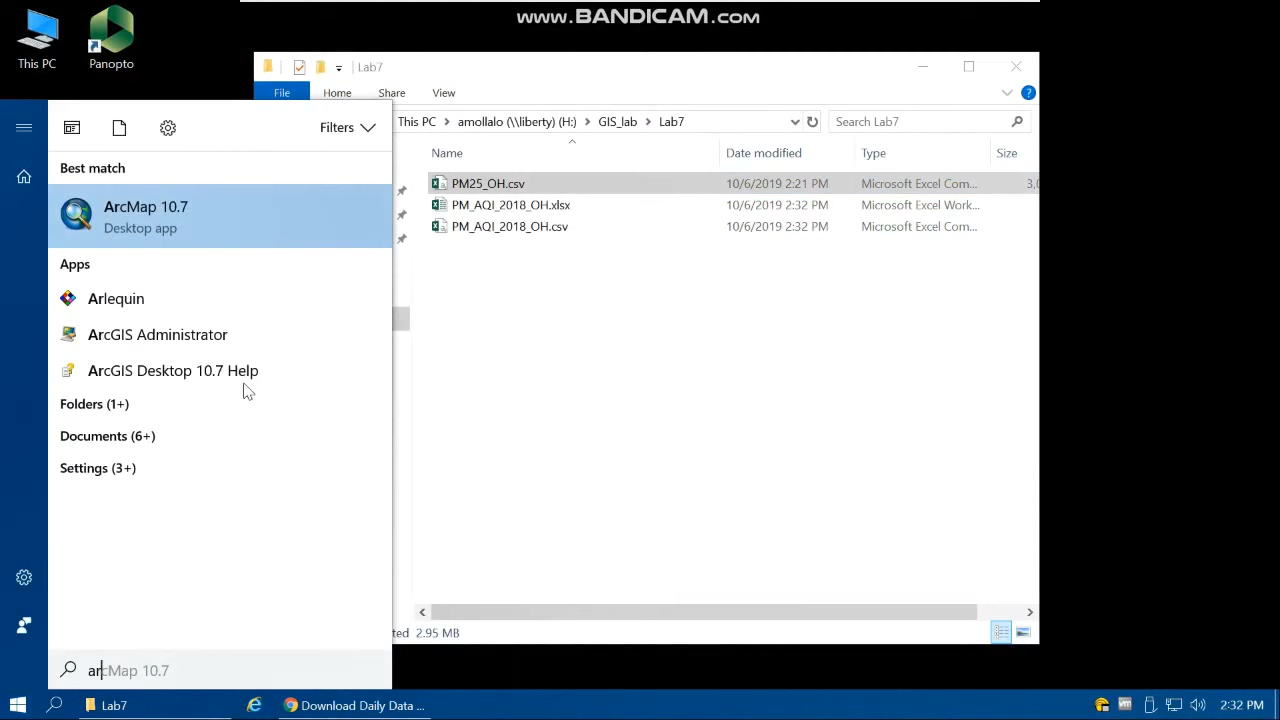 www.BANDICAM.com
This PC
Panopto
Lab7
File Home Share View
This PC amollalo (\\liberty) (H:) GIS_lab Lab7
Search Lab7
Filters
Best match
ArcMap 10.7
Desktop app
Apps
Arlequin
ArcGIS Administrator
ArcGIS Desktop 10.7 Help
Folders (1+)
Documents (6+)
Settings (3+)
arcMap 10.7
Name Date modified Type Size
PM25_OH.csv 10/6/2019 2:21 PM Microsoft Excel Com...
PM_AQI_2018_OH.xlsx 10/6/2019 2:32 PM Microsoft Excel Work...
PM_AQI_2018_OH.csv 10/6/2019 2:32 PM Microsoft Excel Com...
ted 2.95 MB
Lab7
Download Daily Data ...
2:32 PM